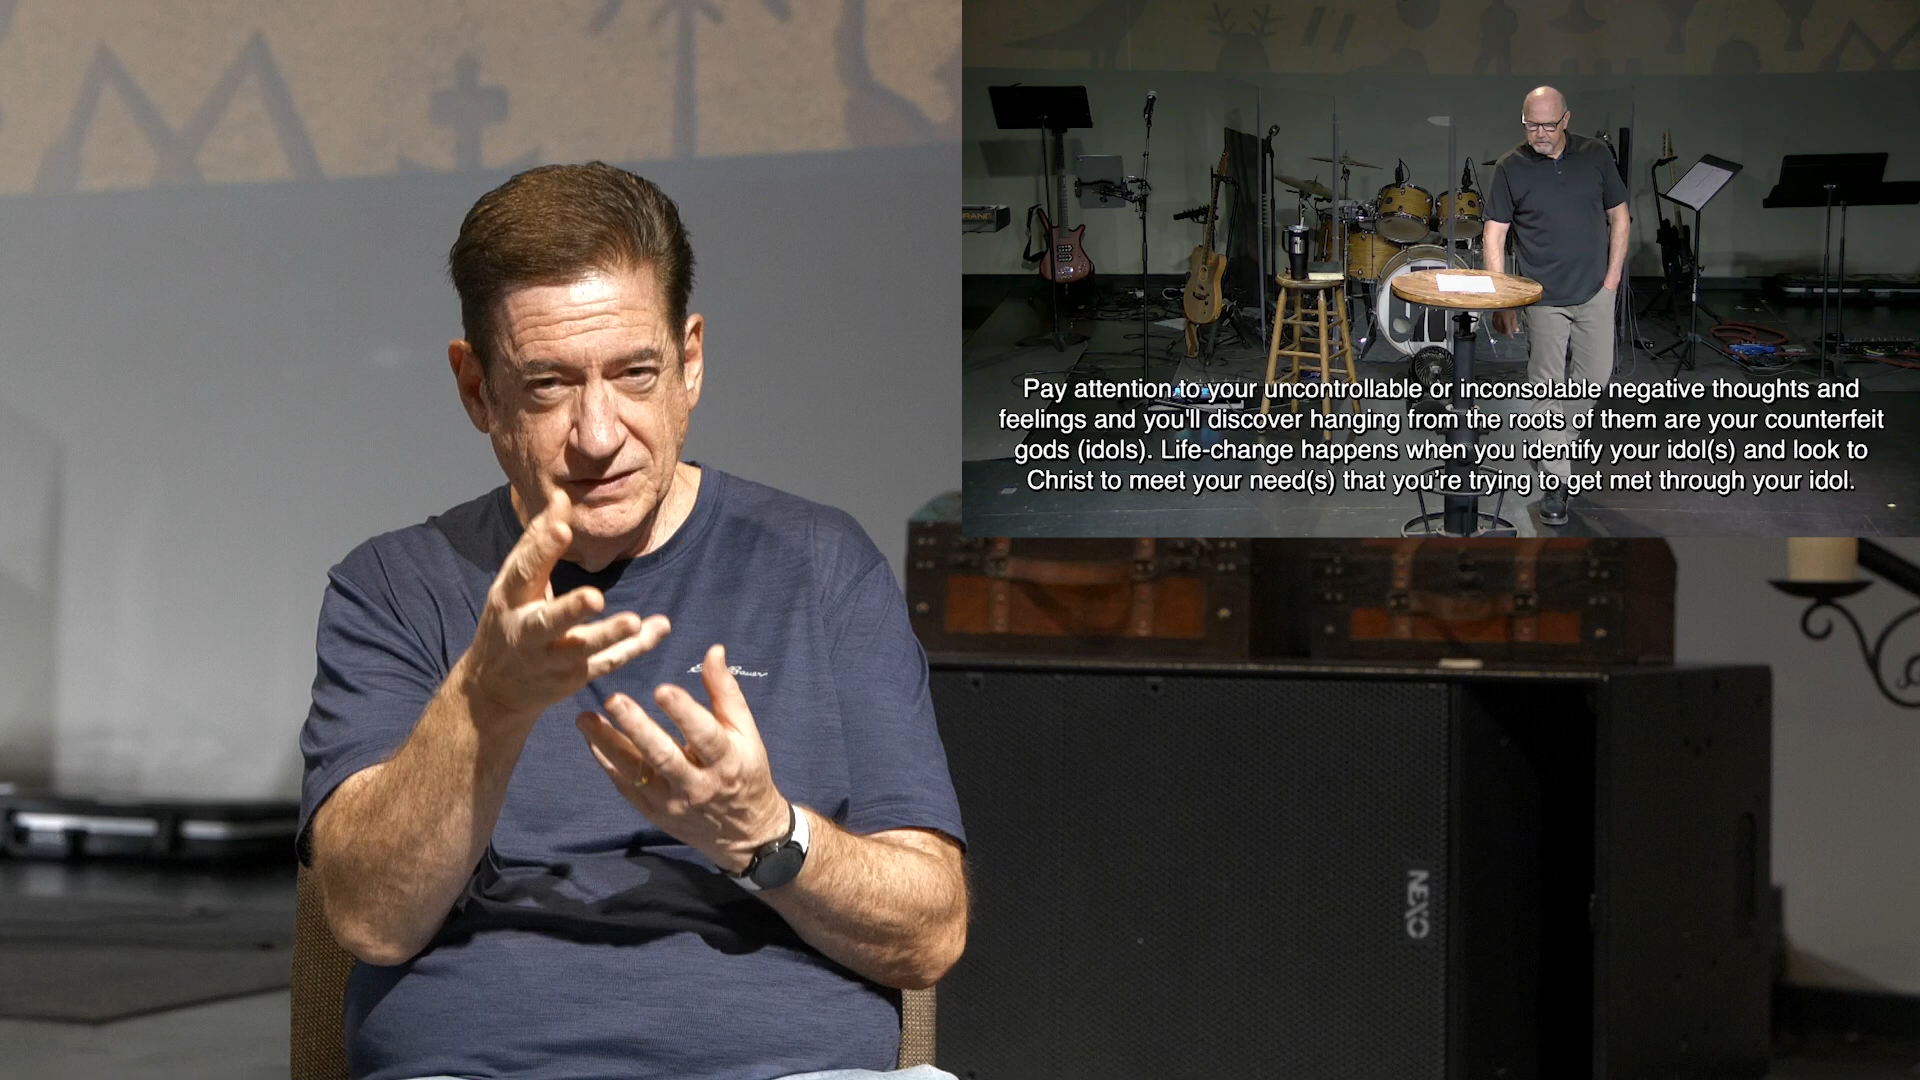 Pay attention to your uncontrollable or inconsolable negative thoughts and
feelings and you'll discover hanging from the roots of them are your counterfeit
gods (idols). Life-change happens when you identify your idol(s) and look to
Christ to meet your need(s) that you're trying to get met through your idol.
Eddie Bauer
NEXO